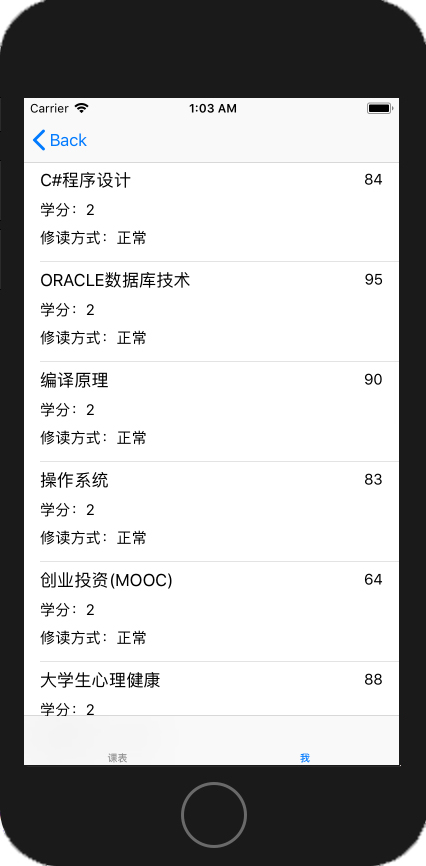 Carrier 1:03 AM
Back
C#程序设计 84
学分：2
修读方式：正常
ORACLE数据库技术 95
学分：2
修读方式：正常
编译原理 90
学分：2
修读方式：正常
操作系统 83
学分：2
修读方式：正常
创业投资(MOOC) 64
学分：2
修读方式：正常
大学生心理健康 88
学分：2
课表 我